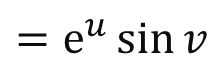 = e^u sin v